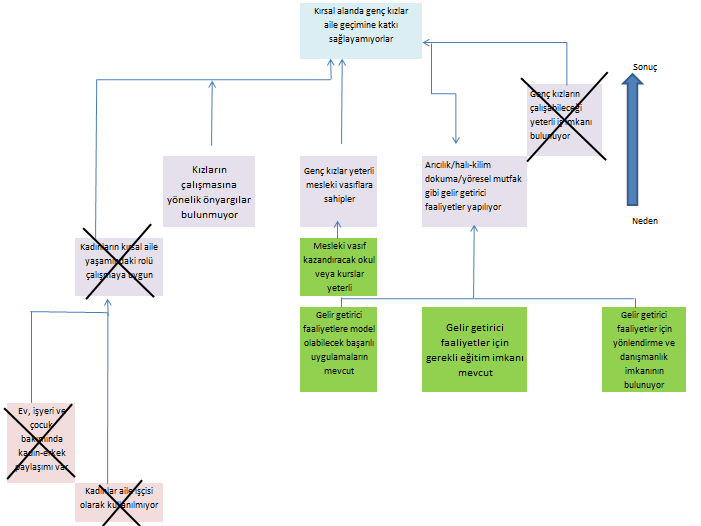 Kırsal alanda genç kızlar
aile geçimine katkı
sağlayamıyorlar
Sonuç
Genç kızların
çalışabileceği
yeterli iş imkanı
bulunuyor
Kızların
çalışmasına
yönelik önyargılar
bulunmuyor
Genç kızlar yeterli
mesleki vasıflara
sahipler
Arıcılık/halı-kilim
dokuma/yöresel mutfak
gibi gelir getirici
faaliyetler yapılıyor
Neden
Kadınların kırsal aile
yaşamındaki rolü
çalışmaya uygun
Mesleki vasıf
kazandıracak okul
veya kurslar
yeterli
Gelir getirici
faaliyetlere model
olabilecek başarılı
uygulamaların
mevcut
Gelir getirici
faaliyetler için
gerekli eğitim imkanı
mevcut
Gelir getirici
faaliyetler için
yönlendirme ve
danışmanlık
imkanının
bulunuyor
Ev, işyeri ve
çocuk
bakımında
kadın-erkek
paylaşımı var
Kadınlar aile işçisi
olarak kullanılmıyor